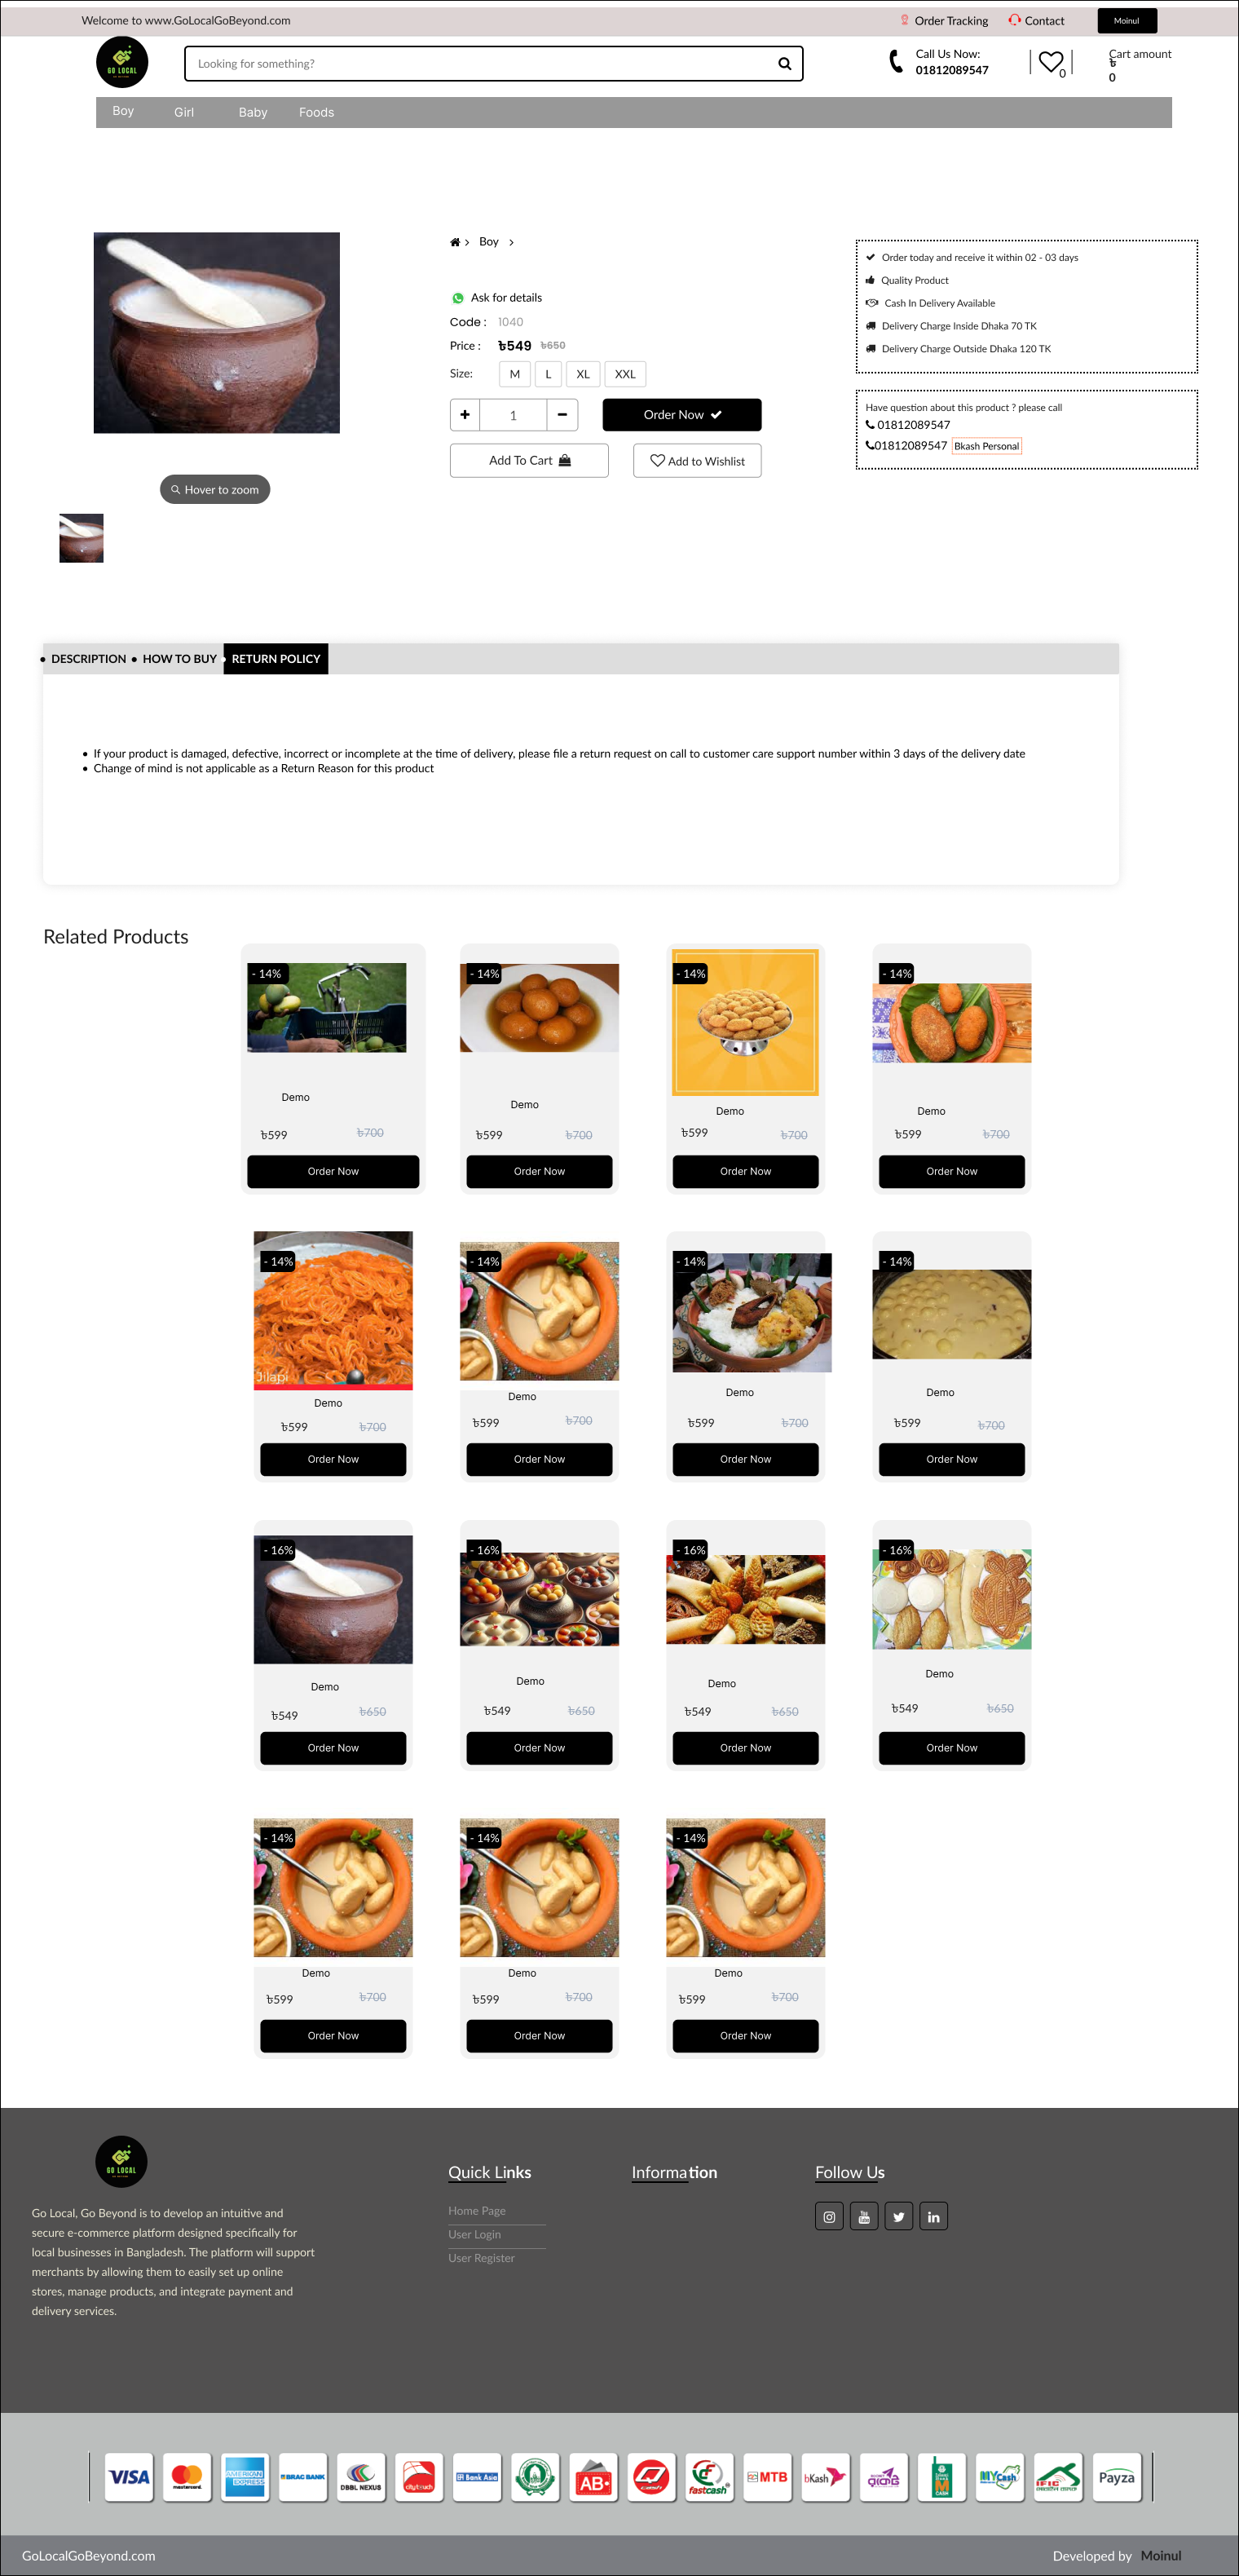 Welcome to www.GoLocalGoBeyond.com
Order Tracking
Contact
Moinul
GO LOCAL
Looking for something?
Call Us Now:
01812089547
0
Cart amount
৳
0
Boy
Girl
Baby
Foods
Boy
Ask for details
Code :
1040
Price :
৳549
৳650
Size:
M
L
XL
XXL
1
Order Now
Add To Cart
Add to Wishlist
Hover to zoom
Order today and receive it within 02 - 03 days
Quality Product
Cash In Delivery Available
Delivery Charge Inside Dhaka 70 TK
Delivery Charge Outside Dhaka 120 TK
Have question about this product ? please call
01812089547
01812089547 Bkash Personal
DESCRIPTION
HOW TO BUY
RETURN POLICY
If your product is damaged, defective, incorrect or incomplete at the time of delivery, please file a return request on call to customer care support number within 3 days of the delivery date
Change of mind is not applicable as a Return Reason for this product
Related Products
- 14%
- 14%
- 14%
- 14%
Demo
Demo
Demo
Demo
৳599 ৳700
৳599 ৳700
৳599 ৳700
৳599 ৳700
Order Now
Order Now
Order Now
Order Now
- 14%
- 14%
- 14%
- 14%
Jilapi
Demo
Demo
Demo
Demo
৳599 ৳700
৳599 ৳700
৳599 ৳700
৳599 ৳700
Order Now
Order Now
Order Now
Order Now
- 16%
- 16%
- 16%
- 16%
Demo
Demo
Demo
Demo
৳549 ৳650
৳549 ৳650
৳549 ৳650
৳549 ৳650
Order Now
Order Now
Order Now
Order Now
- 14%
- 14%
- 14%
Demo
Demo
Demo
৳599 ৳700
৳599 ৳700
৳599 ৳700
Order Now
Order Now
Order Now
GO LOCAL
Go Local, Go Beyond is to develop an intuitive and
secure e-commerce platform designed specifically for
local businesses in Bangladesh. The platform will support
merchants by allowing them to easily set up online
stores, manage products, and integrate payment and
delivery services.
Quick Links
Home Page
User Login
User Register
Information
Follow Us
VISA
mastercard
AMERICAN EXPRESS
BRAC BANK
DBBL NEXUS
citytouch
Bank Asia
AB
Q cash
fastcash
MTB
bKash
MYCash
IFIC
Payza
GoLocalGoBeyond.com
Developed by Moinul